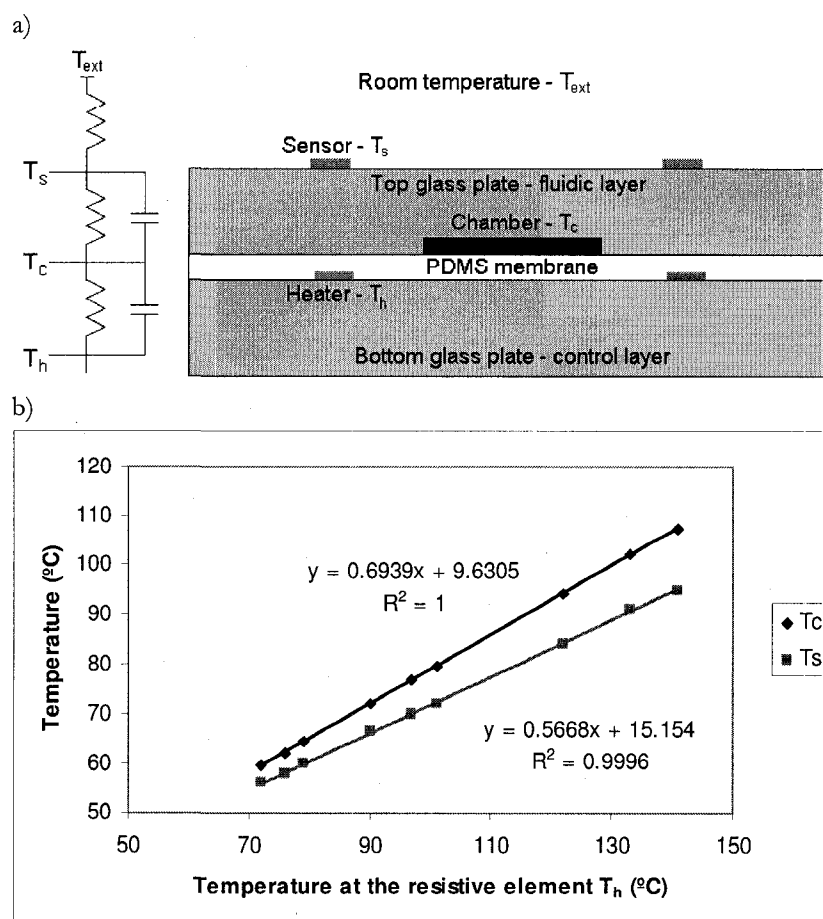 a)
T_ext
Room temperature - T_ext
Sensor - T_s
T_s
Top glass plate - fluidic layer
Chamber - T_c
T_c
PDMS membrane
Heater - T_h
T_h
Bottom glass plate - control layer
b)
120
110
100
90
80
70
60
50
Temperature (ºC)
y = 0.6939x + 9.6305
R² = 1
y = 0.5668x + 15.154
R² = 0.9996
Tc
Ts
50 70 90 110 130 150
Temperature at the resistive element T_h (ºC)